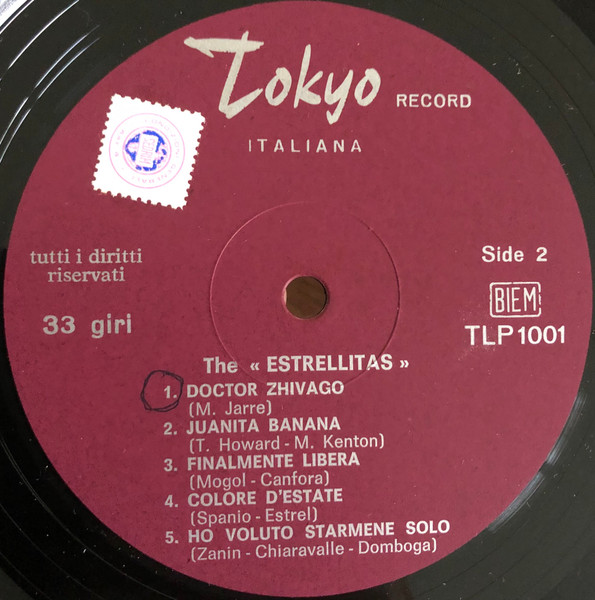 Tokyo RECORD
ITALIANA
tutti i diritti
riservati
33 giri
Side 2
BIEM
TLP 1001
The « ESTRELLITAS »
1. DOCTOR ZHIVAGO
(M. Jarre)
2. JUANITA BANANA
(T. Howard - M. Kenton)
3. FINALMENTE LIBERA
(Mogol - Canfora)
4. COLORE D'ESTATE
(Spanio - Estrel)
5. HO VOLUTO STARMENE SOLO
(Zanin - Chiaravalle - Domboga)